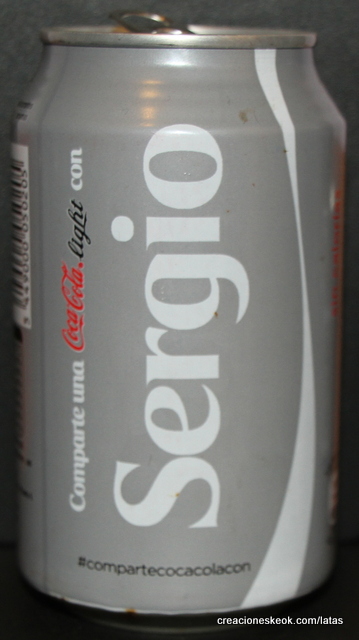 Comparte una Coca-Cola light con
Sergio
#compartecocacolacon
creacioneskeok.com/latas